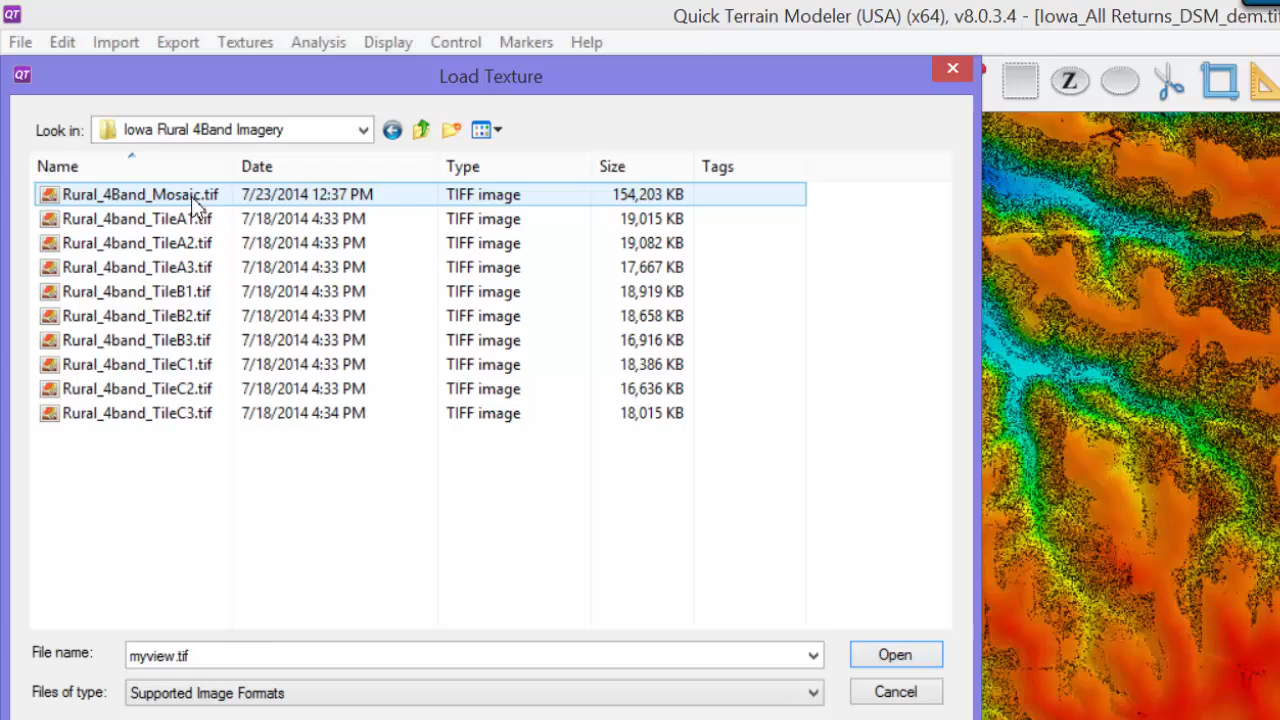 QT Quick Terrain Modeler (USA) (x64), v8.0.3.4 - [Iowa_All Returns_DSM_dem.ti
File Edit Import Export Textures Analysis Display Control Markers Help
QT Load Texture
Look in: Iowa Rural 4Band Imagery
Name Date Type Size Tags
Rural_4Band_Mosaic.tif 7/23/2014 12:37 PM TIFF image 154,203 KB
Rural_4band_TileA1.tif 7/18/2014 4:33 PM TIFF image 19,015 KB
Rural_4band_TileA2.tif 7/18/2014 4:33 PM TIFF image 19,082 KB
Rural_4band_TileA3.tif 7/18/2014 4:33 PM TIFF image 17,667 KB
Rural_4band_TileB1.tif 7/18/2014 4:33 PM TIFF image 18,919 KB
Rural_4band_TileB2.tif 7/18/2014 4:33 PM TIFF image 18,658 KB
Rural_4band_TileB3.tif 7/18/2014 4:33 PM TIFF image 16,916 KB
Rural_4band_TileC1.tif 7/18/2014 4:33 PM TIFF image 18,386 KB
Rural_4band_TileC2.tif 7/18/2014 4:33 PM TIFF image 16,636 KB
Rural_4band_TileC3.tif 7/18/2014 4:34 PM TIFF image 18,015 KB
File name: myview.tif Open
Files of type: Supported Image Formats Cancel
Z